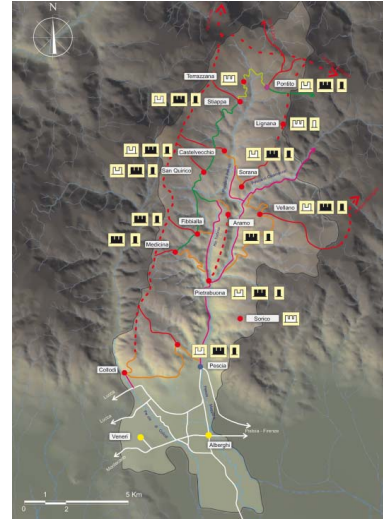 N
Terrazzana
Pontito
Stiappa
Lignana
Castelvecchio
Sorana
San Quirico
Vellano
Fibbialla
Aramo
Medicina
Pietrabuona
Sorico
Pescia
Collodi
Lucca
Lucca
Pistoia - Firenze
Veneri
Alberghi
0 1 5 Km
2